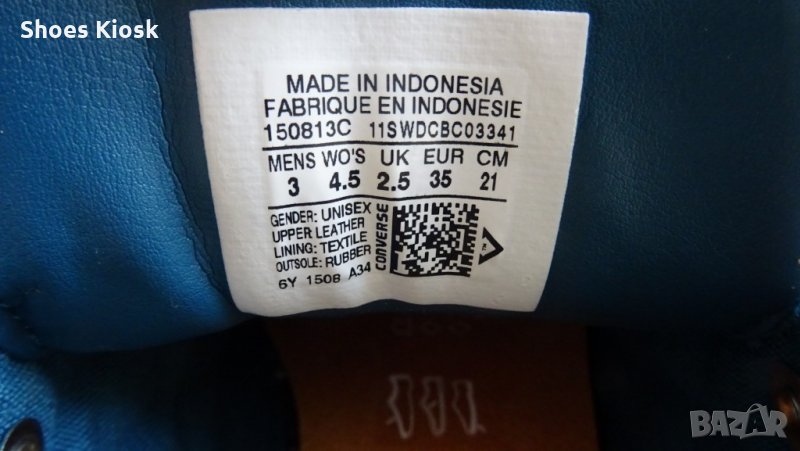 Shoes Kiosk
MADE IN INDONESIA
FABRIQUE EN INDONESIE
150813C 11SWDCBC03341
MENS WO'S UK EUR CM
3 4.5 2.5 35 21
GENDER: UNISEX
UPPER LEATHER
LINING: TEXTILE
OUTSOLE: RUBBER
6Y 1508 A34
CONVERSE
BAZAR